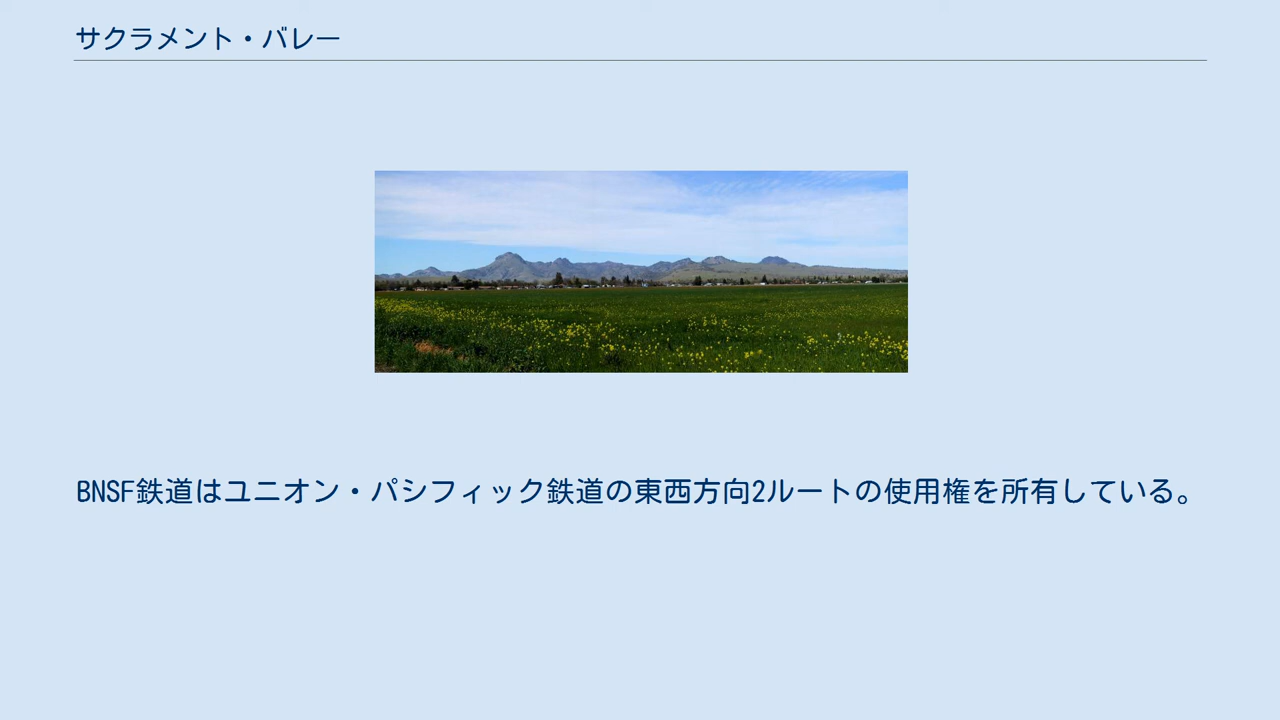 サクラメント・バレー
BNSF鉄道はユニオン・パシフィック鉄道の東西方向2ルートの使用権を所有している。